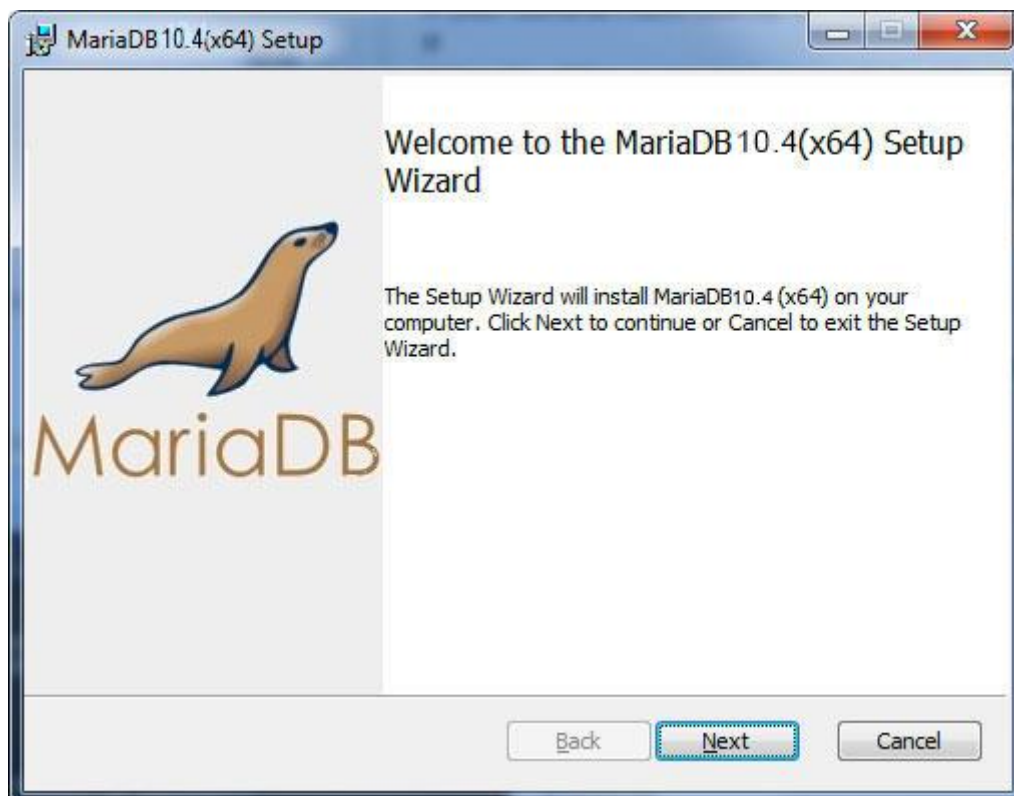 MariaDB 10.4(x64) Setup
Welcome to the MariaDB 10.4(x64) Setup
Wizard
The Setup Wizard will install MariaDB10.4 (x64) on your
computer. Click Next to continue or Cancel to exit the Setup
Wizard.
MariaDB
Back
Next
Cancel